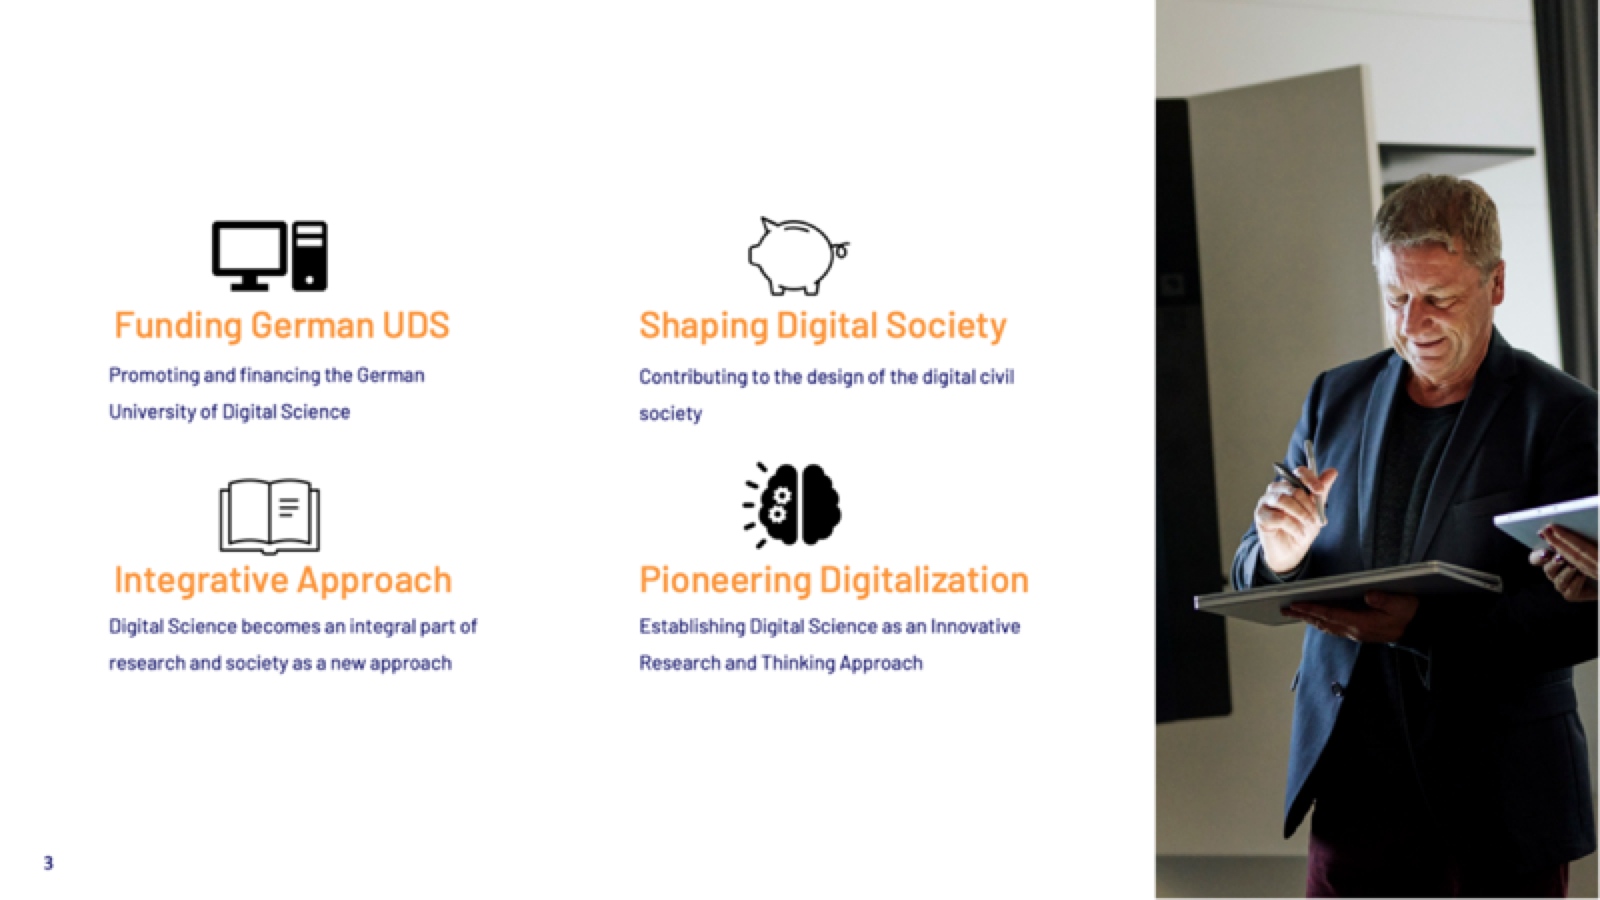 Funding German UDS
Promoting and financing the German
University of Digital Science
Shaping Digital Society
Contributing to the design of the digital civil
society
Integrative Approach
Digital Science becomes an integral part of
research and society as a new approach
Pioneering Digitalization
Establishing Digital Science as an Innovative
Research and Thinking Approach
3